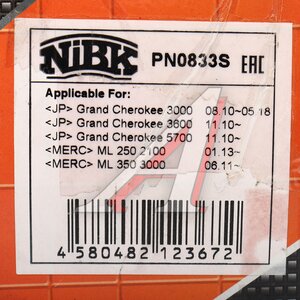 NiBK PN0833S EAC
Applicable For:
<JP> Grand Cherokee 3000 08.10~05.18
<JP> Grand Cherokee 3600 11.10~
<JP> Grand Cherokee 5700 11.10~
<MERC> ML 250 2100 01.13~
<MERC> ML 350 3000 06.11~
4 580482 123672